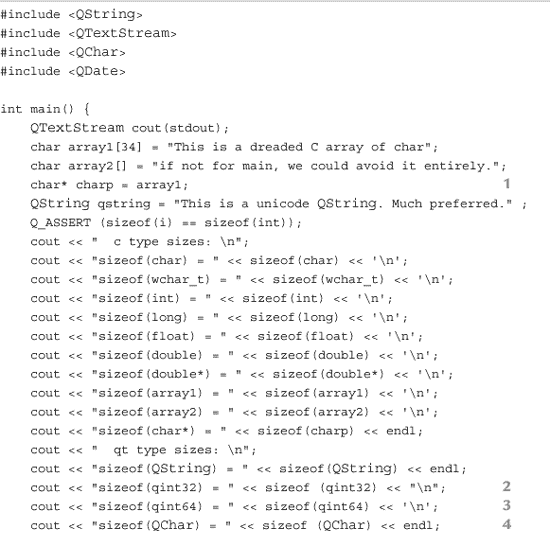 #include <QString>
#include <QTextStream>
#include <QChar>
#include <QDate>

int main() {
    QTextStream cout(stdout);
    char array1[34] = "This is a dreaded C array of char";
    char array2[] = "if not for main, we could avoid it entirely.";
    char* charp = array1; 1
    QString qstring = "This is a unicode QString. Much preferred." ;
    Q_ASSERT (sizeof(i) == sizeof(int));
    cout << "  c type sizes: \n";
    cout << "sizeof(char) = " << sizeof(char) << '\n';
    cout << "sizeof(wchar_t) = " << sizeof(wchar_t) << '\n';
    cout << "sizeof(int) = " << sizeof(int) << '\n';
    cout << "sizeof(long) = " << sizeof(long) << '\n';
    cout << "sizeof(float) = " << sizeof(float) << '\n';
    cout << "sizeof(double) = " << sizeof(double) << '\n';
    cout << "sizeof(double*) = " << sizeof(double*) << '\n';
    cout << "sizeof(array1) = " << sizeof(array1) << '\n';
    cout << "sizeof(array2) = " << sizeof(array2) << '\n';
    cout << "sizeof(char*) = " << sizeof(charp) << endl;
    cout << "  qt type sizes: \n";
    cout << "sizeof(QString) = " << sizeof(QString) << endl;
    cout << "sizeof(qint32) = " << sizeof (qint32) << "\n"; 2
    cout << "sizeof(qint64) = " << sizeof(qint64) << '\n'; 3
    cout << "sizeof(QChar) = " << sizeof (QChar) << endl; 4